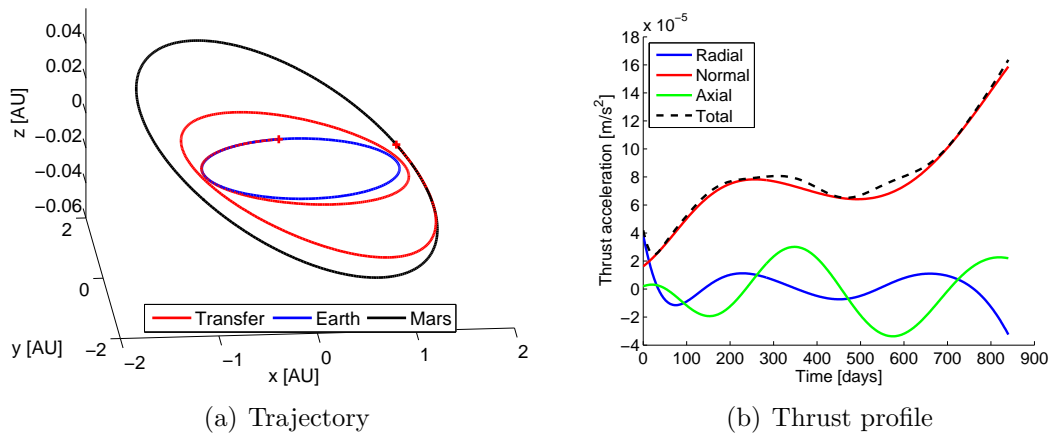 0.04
0.02
0
−0.02
−0.04
−0.06
z [AU]
2
0
−2
y [AU]
−2
−1
0
1
2
x [AU]
Transfer Earth Mars
(a) Trajectory
x 10⁻⁵
18
16
14
12
10
8
6
4
2
0
−2
−4
Thrust acceleration [m/s²]
Radial
Normal
Axial
Total
0 100 200 300 400 500 600 700 800 900
Time [days]
(b) Thrust profile